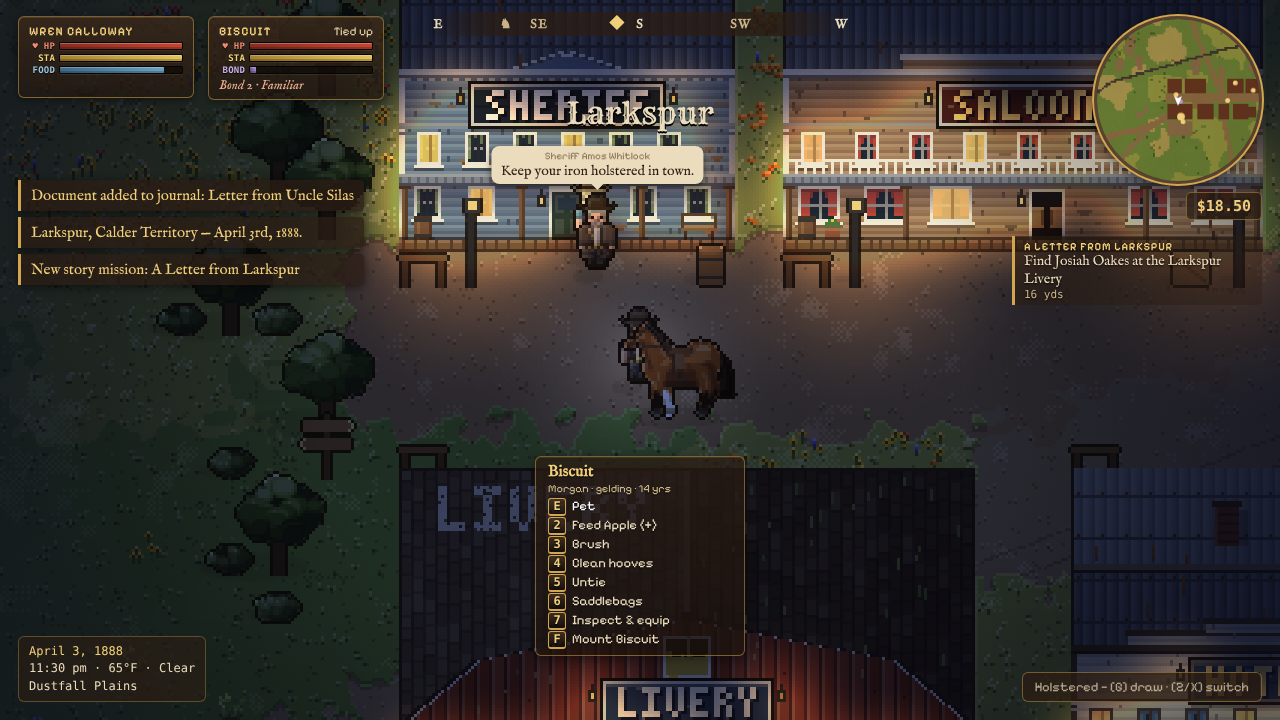 WREN CALLOWAY
♥ HP
STA
FOOD
BISCUIT Tied up
♥ HP
STA
BOND
Bond 2 · Familiar
E SE S SW W
SHERIFF
Larkspur
SALOON
Sheriff Amos Whitlock
Keep your iron holstered in town.
Document added to journal: Letter from Uncle Silas
Larkspur, Calder Territory — April 3rd, 1888.
New story mission: A Letter from Larkspur
$18.50
A LETTER FROM LARKSPUR
Find Josiah Oakes at the Larkspur
Livery
16 yds
Biscuit
Morgan · gelding · 14 yrs
E Pet
2 Feed Apple (+)
3 Brush
4 Clean hooves
5 Untie
6 Saddlebags
7 Inspect & equip
F Mount Biscuit
LIVERY
April 3, 1888
11:30 pm · 65°F · Clear
Dustfall Plains
Holstered – (G) draw · (Z/X) switch